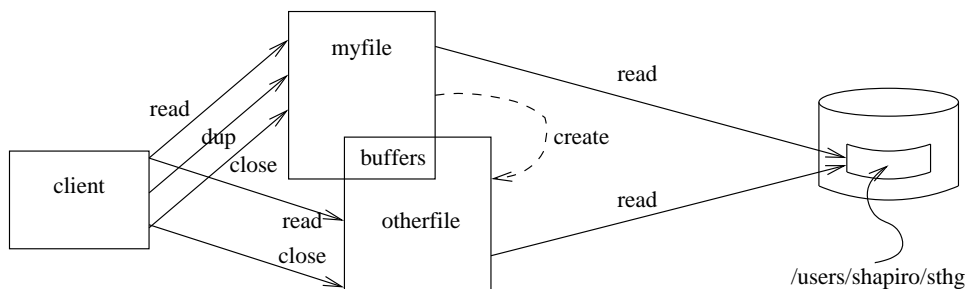 myfile
read
read
dup
create
close
buffers
client
read
read
otherfile
close
/users/shapiro/sthg